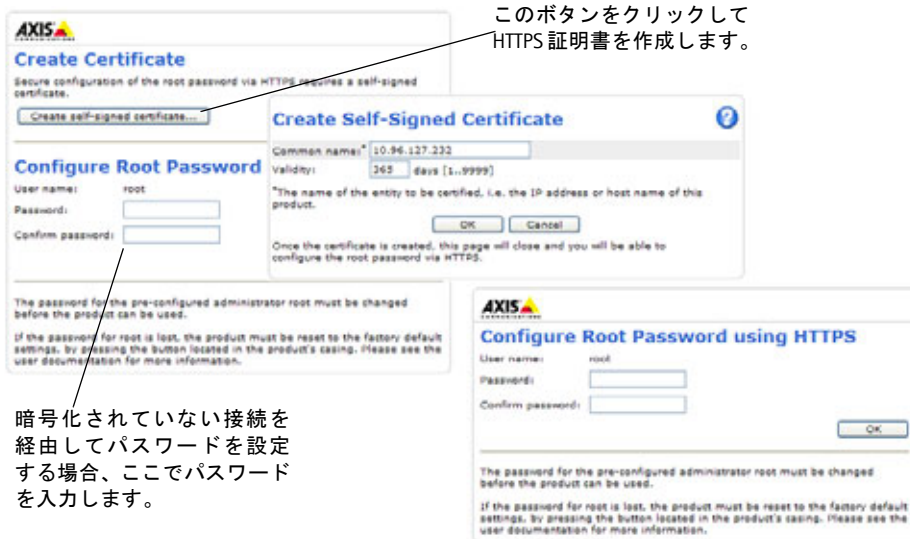 このボタンをクリックして
HTTPS 証明書を作成します。
AXIS
COMMUNICATIONS
Create Certificate
Secure configuration of the root password via HTTPS requires a self-signed
certificate.
Create self-signed certificate...
Configure Root Password
User name: root
Password:
Confirm password:
The password for the pre-configured administrator root must be changed
before the product can be used.
If the password for root is lost, the product must be reset to the factory default
settings, by pressing the button located in the product's casing. Please see the
user documentation for more information.
Create Self-Signed Certificate
?
Common name:* 10.96.127.232
Validity: 365 days [1..9999]
*The name of the entity to be certified, i.e. the IP address or host name of this
product.
OK Cancel
Once the certificate is created, this page will close and you will be able to
configure the root password via HTTPS.
暗号化されていない接続を
経由してパスワードを設定
する場合、ここでパスワード
を入力します。
AXIS
COMMUNICATIONS
Configure Root Password using HTTPS
User name: root
Password:
Confirm password:
OK
The password for the pre-configured administrator root must be changed
before the product can be used.
If the password for root is lost, the product must be reset to the factory default
settings, by pressing the button located in the product's casing. Please see the
user documentation for more information.